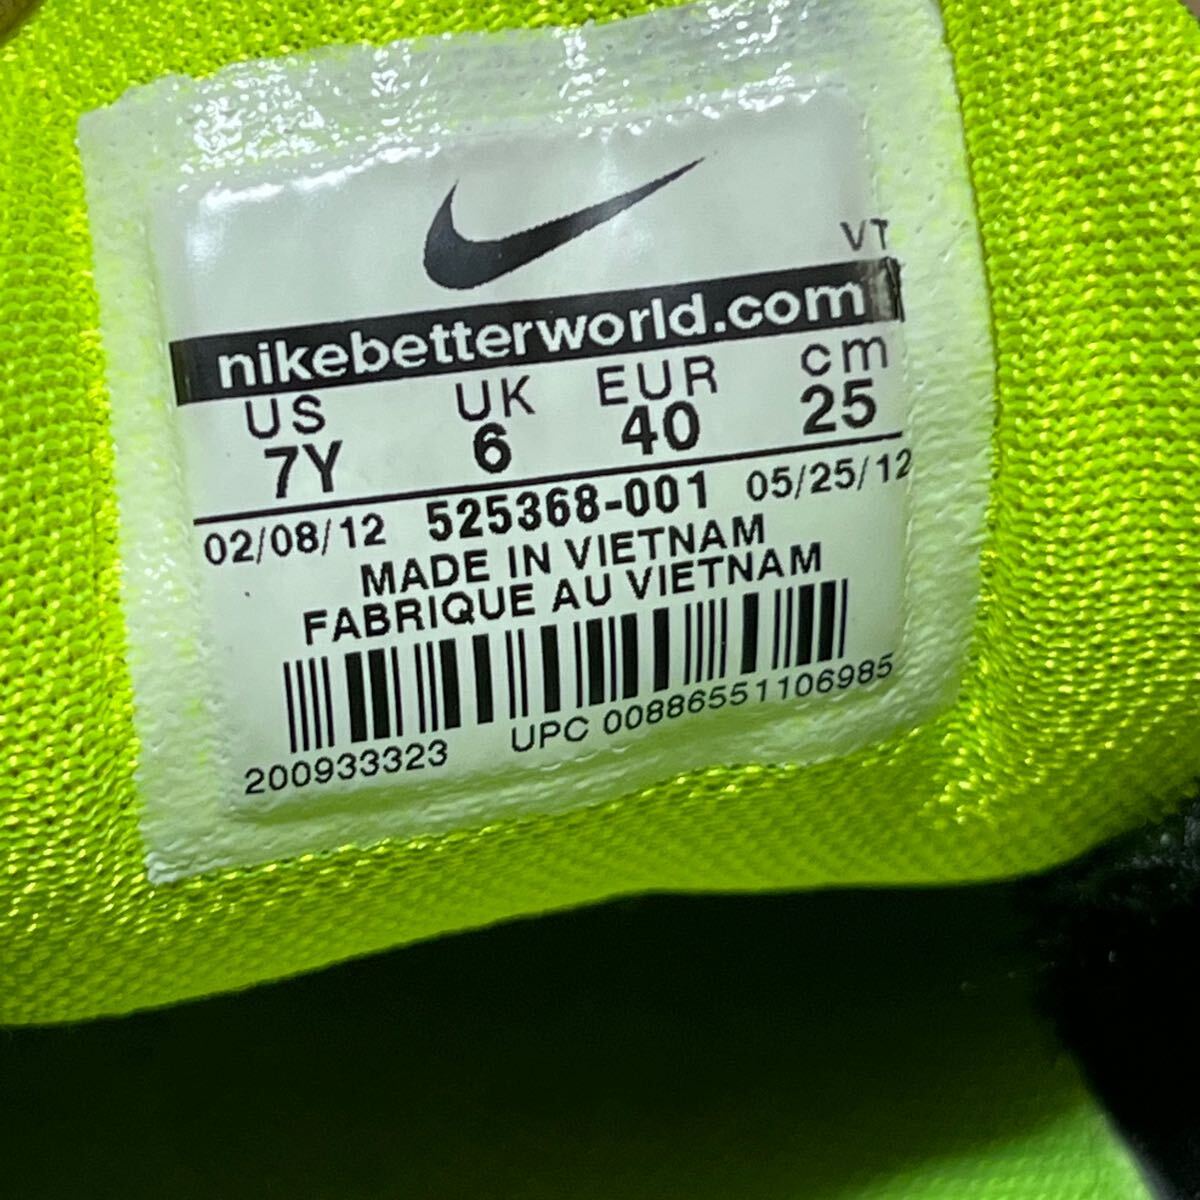 VT
nikebetterworld.com
US UK EUR cm
7Y 6 40 25
02/08/12 525368-001 05/25/12
MADE IN VIETNAM
FABRIQUE AU VIETNAM
200933323 UPC 00886551106985